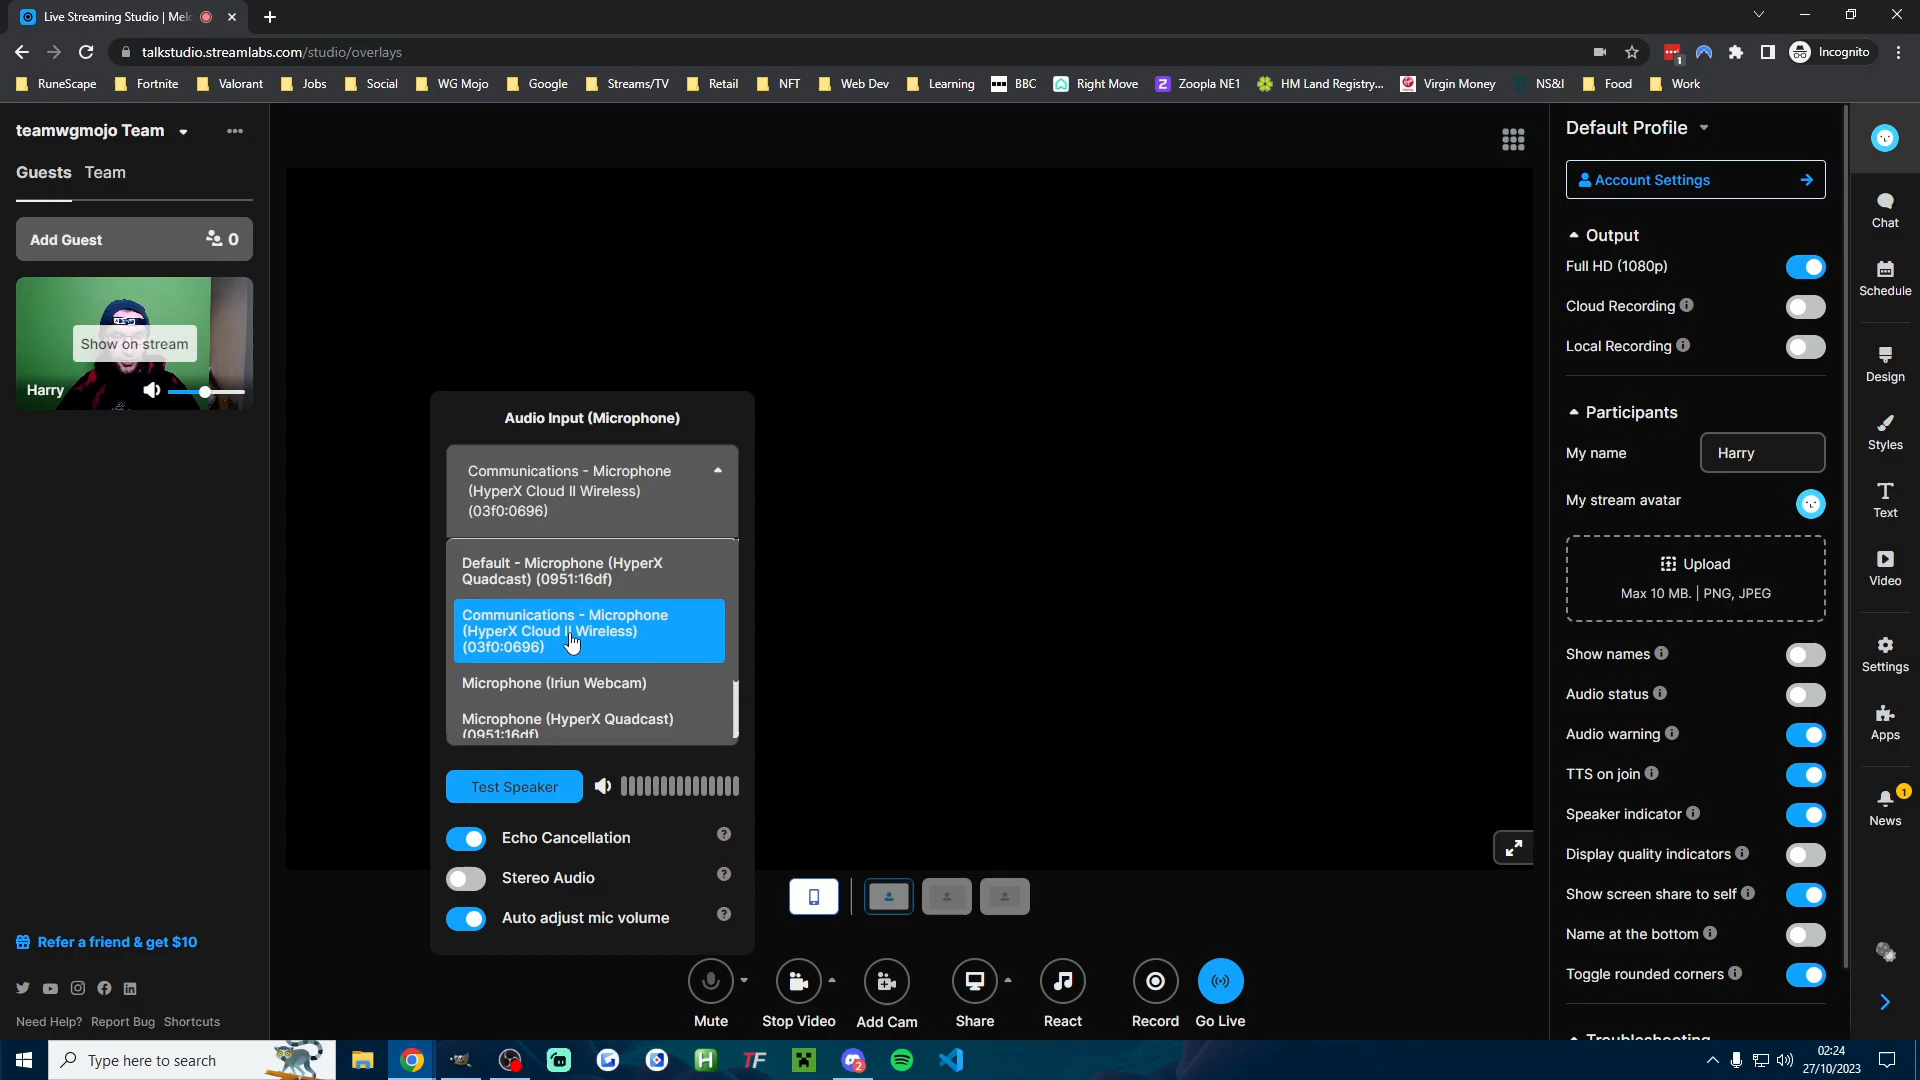 Live Streaming Studio | Mel
talkstudio.streamlabs.com/studio/overlays
1
Incognito
RuneScape
Fortnite
Valorant
Jobs
Social
WG Mojo
Google
Streams/TV
Retail
NFT
Web Dev
Learning
BBC
Right Move
Zoopla NE1
HM Land Registry...
Virgin Money
NS&I
Food
Work
teamwgmojo Team
Guests
Team
Add Guest
0
Show on stream
Harry
Refer a friend & get $10
Need Help?
Report Bug
Shortcuts
Audio Input (Microphone)
Communications - Microphone
(HyperX Cloud II Wireless)
(03f0:0696)
Default - Microphone (HyperX
Quadcast) (0951:16df)
Communications - Microphone
(HyperX Cloud II Wireless)
(03f0:0696)
Microphone (Iriun Webcam)
Microphone (HyperX Quadcast)
(0951:16df)
Test Speaker
Echo Cancellation
Stereo Audio
Auto adjust mic volume
Mute
Stop Video
Add Cam
Share
React
Record
Go Live
Default Profile
Account Settings
Output
Full HD (1080p)
Cloud Recording
Local Recording
Participants
My name
Harry
My stream avatar
Upload
Max 10 MB. | PNG, JPEG
Show names
Audio status
Audio warning
TTS on join
Speaker indicator
Display quality indicators
Show screen share to self
Name at the bottom
Toggle rounded corners
Troubleshooting
Chat
Schedule
Design
Styles
Text
Video
Settings
Apps
1
News
Type here to search
H
TF
2
02:24
27/10/2023